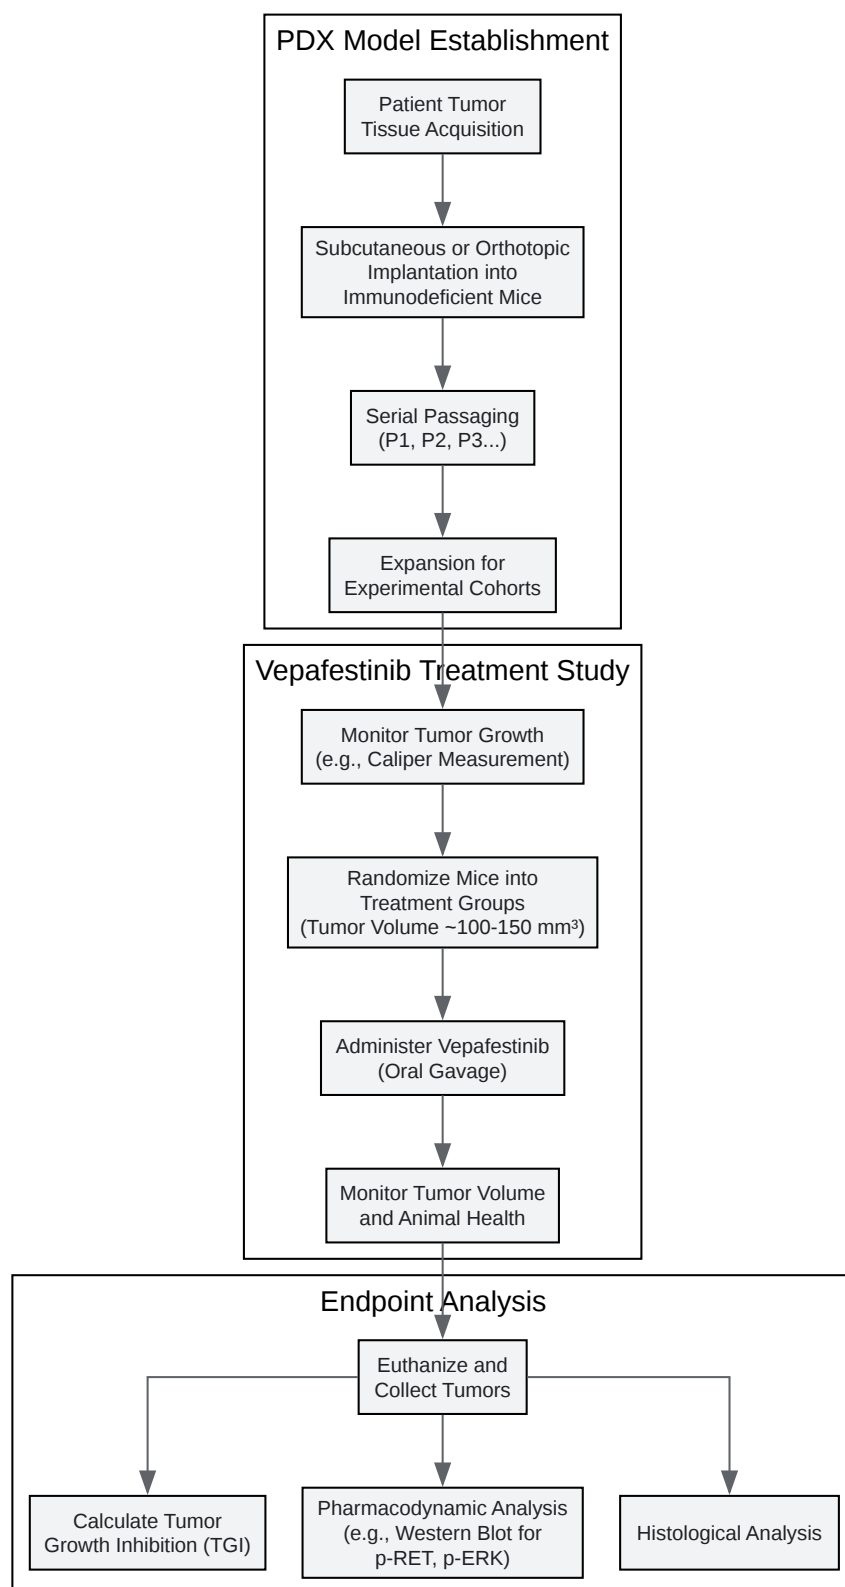 PDX Model Establishment
Patient Tumor
Tissue Acquisition
Subcutaneous or Orthotopic
Implantation into
Immunodeficient Mice
Serial Passaging
(P1, P2, P3...)
Expansion for
Experimental Cohorts
Vepafestinib Treatment Study
Monitor Tumor Growth
(e.g., Caliper Measurement)
Randomize Mice into
Treatment Groups
(Tumor Volume ~100-150 mm³)
Administer Vepafestinib
(Oral Gavage)
Monitor Tumor Volume
and Animal Health
Endpoint Analysis
Euthanize and
Collect Tumors
Calculate Tumor
Growth Inhibition (TGI)
Pharmacodynamic Analysis
(e.g., Western Blot for
p-RET, p-ERK)
Histological Analysis